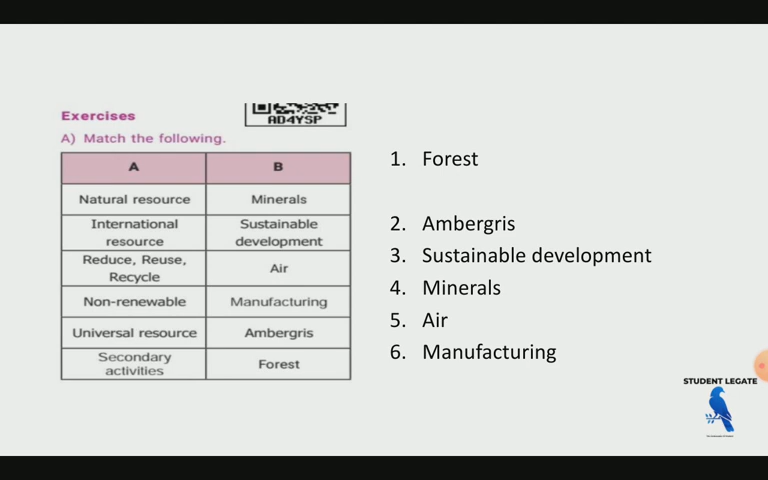 Exercises
AD4YSP
A) Match the following.
A B
Natural resource Minerals
International resource Sustainable development
Reduce, Reuse, Recycle Air
Non-renewable Manufacturing
Universal resource Ambergris
Secondary activities Forest
1. Forest
2. Ambergris
3. Sustainable development
4. Minerals
5. Air
6. Manufacturing
STUDENT LEGATE